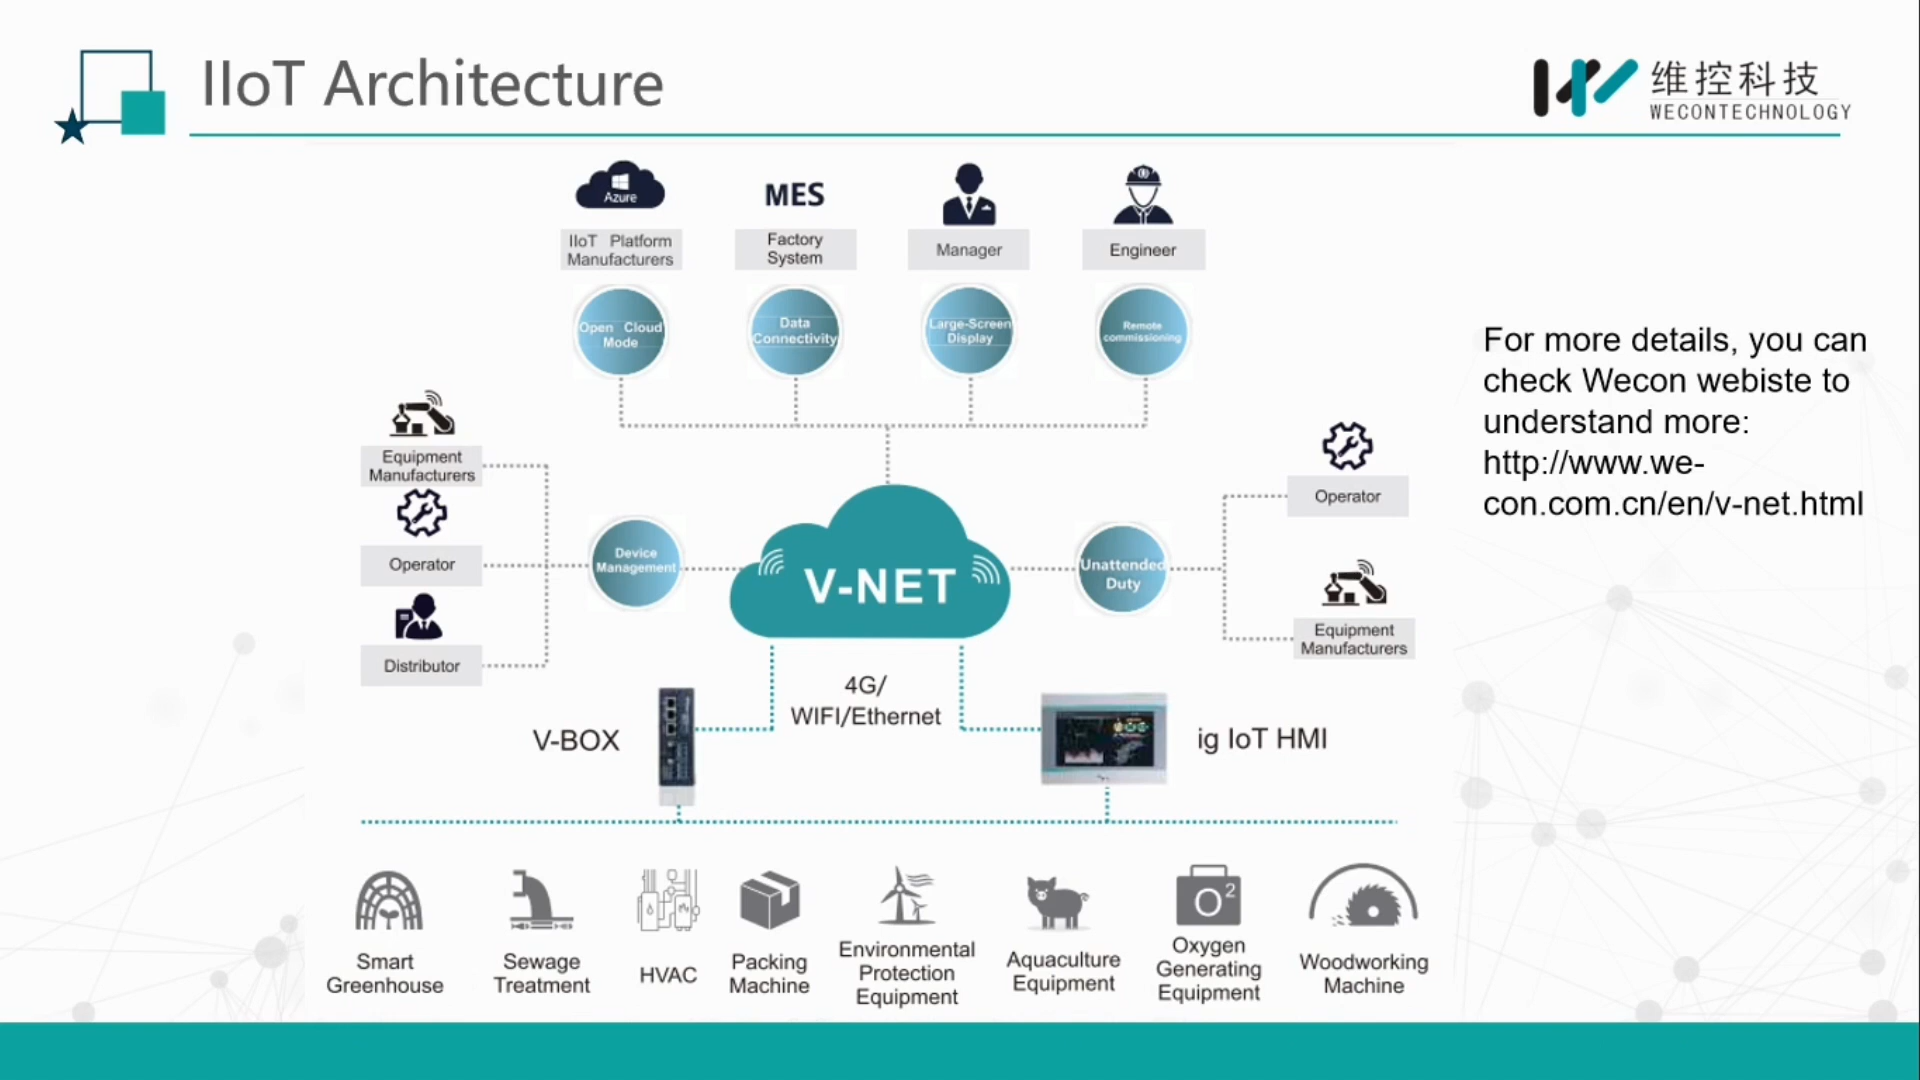 IIoT Architecture
维控科技
WECONTECHNOLOGY
Azure
MES
IIoT Platform
Manufacturers
Factory
System
Manager
Engineer
Open Cloud
Mode
Data
Connectivity
Large-Screen
Display
Remote
commissioning
For more details, you can
check Wecon webiste to
understand more:
http://www.we-
con.com.cn/en/v-net.html
Equipment
Manufacturers
Operator
Distributor
Device
Management
V-NET
Unattended
Duty
Operator
Equipment
Manufacturers
V-BOX
4G/
WIFI/Ethernet
ig IoT HMI
Smart
Greenhouse
Sewage
Treatment
HVAC
Packing
Machine
Environmental
Protection
Equipment
Aquaculture
Equipment
O2
Oxygen
Generating
Equipment
Woodworking
Machine